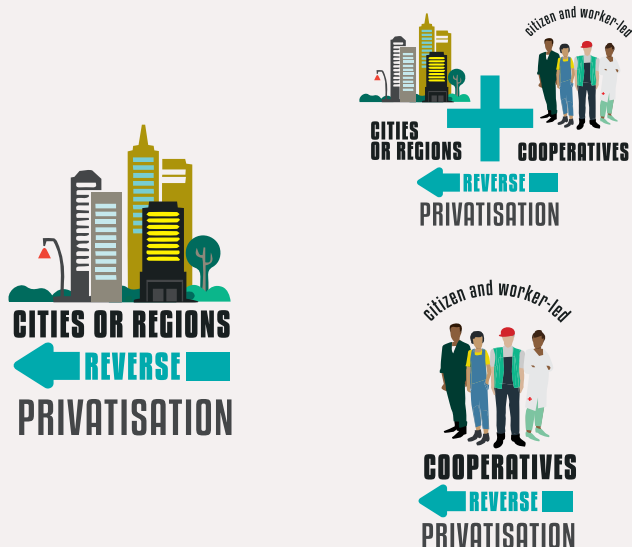 CITIES OR REGIONS
REVERSE
PRIVATISATION
citizen and worker-led
CITIES
OR REGIONS
COOPERATIVES
REVERSE
PRIVATISATION
citizen and worker-led
COOPERATIVES
REVERSE
PRIVATISATION